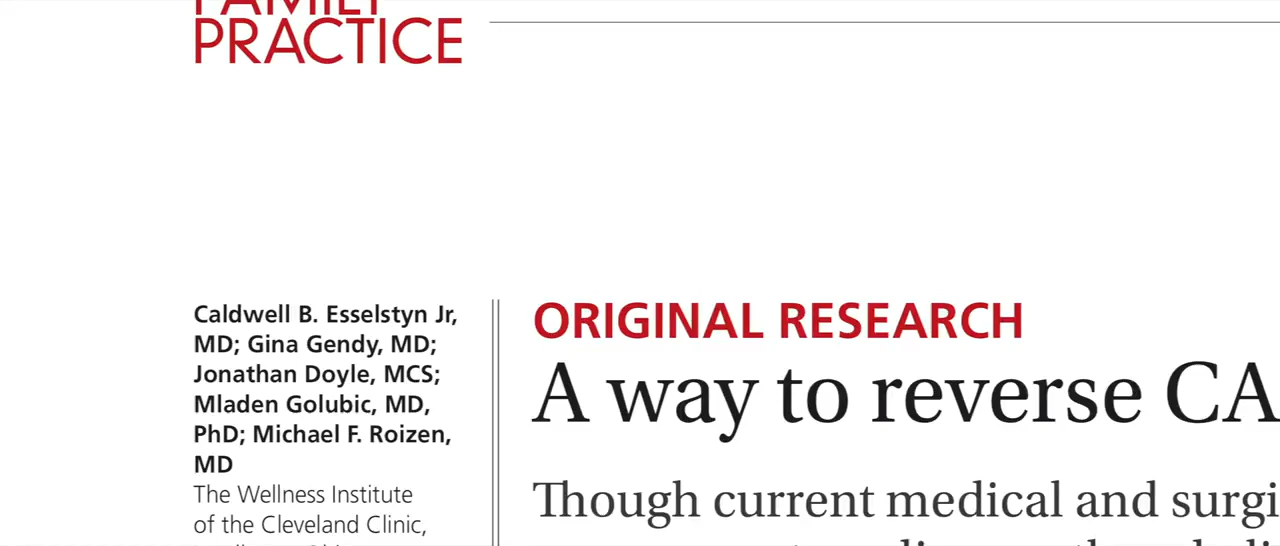 FAMILY
PRACTICE
Caldwell B. Esselstyn Jr,
MD; Gina Gendy, MD;
Jonathan Doyle, MCS;
Mladen Golubic, MD,
PhD; Michael F. Roizen,
MD
The Wellness Institute
of the Cleveland Clinic,
ORIGINAL RESEARCH
A way to reverse CA
Though current medical and surgi